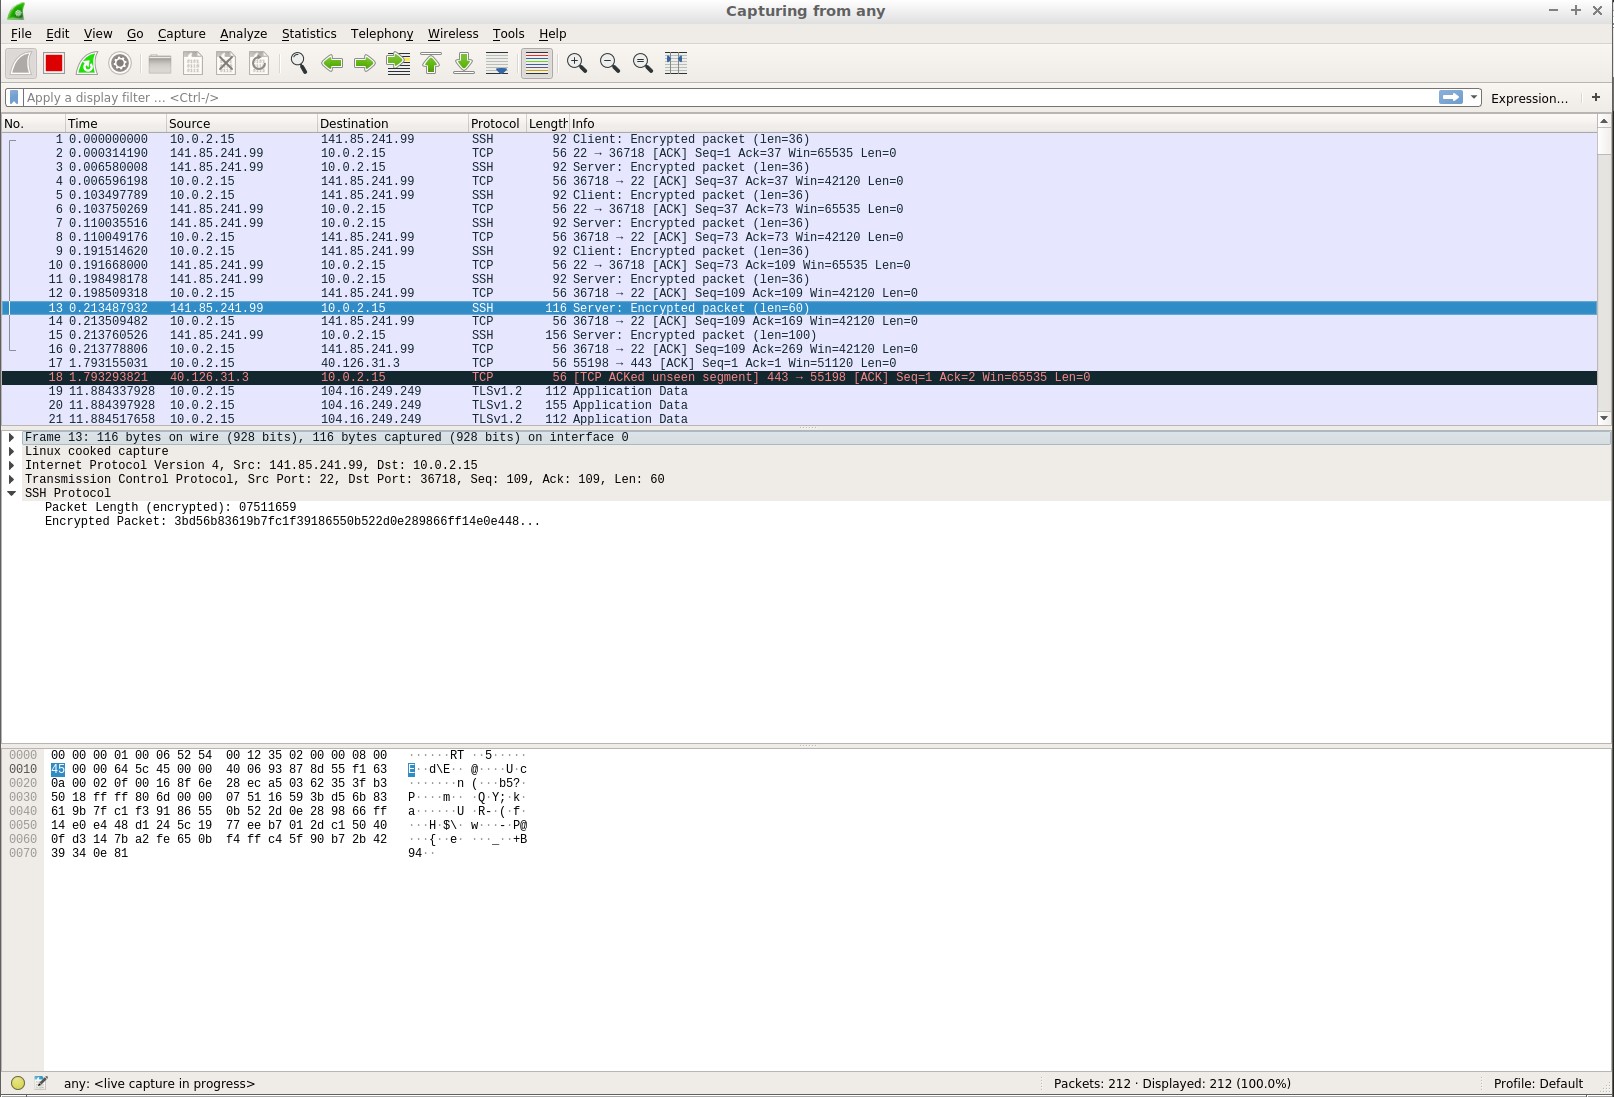 Capturing from any
File Edit View Go Capture Analyze Statistics Telephony Wireless Tools Help
Apply a display filter ... <Ctrl-/> Expression... +
No. Time Source Destination Protocol Length Info
1 0.000000000 10.0.2.15 141.85.241.99 SSH 92 Client: Encrypted packet (len=36)
2 0.000314190 141.85.241.99 10.0.2.15 TCP 56 22 → 36718 [ACK] Seq=1 Ack=37 Win=65535 Len=0
3 0.006580008 141.85.241.99 10.0.2.15 SSH 92 Server: Encrypted packet (len=36)
4 0.006596198 10.0.2.15 141.85.241.99 TCP 56 36718 → 22 [ACK] Seq=37 Ack=37 Win=42120 Len=0
5 0.103497789 10.0.2.15 141.85.241.99 SSH 92 Client: Encrypted packet (len=36)
6 0.103750269 141.85.241.99 10.0.2.15 TCP 56 22 → 36718 [ACK] Seq=37 Ack=73 Win=65535 Len=0
7 0.110035516 141.85.241.99 10.0.2.15 SSH 92 Server: Encrypted packet (len=36)
8 0.110049176 10.0.2.15 141.85.241.99 TCP 56 36718 → 22 [ACK] Seq=73 Ack=73 Win=42120 Len=0
9 0.191514620 10.0.2.15 141.85.241.99 SSH 92 Client: Encrypted packet (len=36)
10 0.191668000 141.85.241.99 10.0.2.15 TCP 56 22 → 36718 [ACK] Seq=73 Ack=109 Win=65535 Len=0
11 0.198498178 141.85.241.99 10.0.2.15 SSH 92 Server: Encrypted packet (len=36)
12 0.198509318 10.0.2.15 141.85.241.99 TCP 56 36718 → 22 [ACK] Seq=109 Ack=109 Win=42120 Len=0
13 0.213487932 141.85.241.99 10.0.2.15 SSH 116 Server: Encrypted packet (len=60)
14 0.213509482 10.0.2.15 141.85.241.99 TCP 56 36718 → 22 [ACK] Seq=109 Ack=169 Win=42120 Len=0
15 0.213760526 141.85.241.99 10.0.2.15 SSH 156 Server: Encrypted packet (len=100)
16 0.213778806 10.0.2.15 141.85.241.99 TCP 56 36718 → 22 [ACK] Seq=109 Ack=269 Win=42120 Len=0
17 1.793155031 10.0.2.15 40.126.31.3 TCP 56 55198 → 443 [ACK] Seq=1 Ack=1 Win=51120 Len=0
18 1.793293821 40.126.31.3 10.0.2.15 TCP 56 [TCP ACKed unseen segment] 443 → 55198 [ACK] Seq=1 Ack=2 Win=65535 Len=0
19 11.884337928 10.0.2.15 104.16.249.249 TLSv1.2 112 Application Data
20 11.884397928 10.0.2.15 104.16.249.249 TLSv1.2 155 Application Data
21 11.884517658 10.0.2.15 104.16.249.249 TLSv1.2 112 Application Data
Frame 13: 116 bytes on wire (928 bits), 116 bytes captured (928 bits) on interface 0
Linux cooked capture
Internet Protocol Version 4, Src: 141.85.241.99, Dst: 10.0.2.15
Transmission Control Protocol, Src Port: 22, Dst Port: 36718, Seq: 109, Ack: 109, Len: 60
SSH Protocol
Packet Length (encrypted): 07511659
Encrypted Packet: 3bd56b83619b7fc1f39186550b522d0e289866ff14e0e448...
0000 00 00 00 01 00 06 52 54 00 12 35 02 00 00 08 00 ······RT ··5·····
0010 45 00 00 64 5c 45 00 00 40 06 93 87 8d 55 f1 63 E··d\E·· @····U·c
0020 0a 00 02 0f 00 16 8f 6e 28 ec a5 03 62 35 3f b3 ·······n (···b5?·
0030 50 18 ff ff 80 6d 00 00 07 51 16 59 3b d5 6b 83 P····m·· ·Q·Y;·k·
0040 61 9b 7f c1 f3 91 86 55 0b 52 2d 0e 28 98 66 ff a······U ·R-·(·f·
0050 14 e0 e4 48 d1 24 5c 19 77 ee b7 01 2d c1 50 40 ···H·$\· w···-·P@
0060 0f d3 14 7b a2 fe 65 0b f4 ff c4 5f 90 b7 2b 42 ···{··e· ···_··+B
0070 39 34 0e 81 94··
any: <live capture in progress> Packets: 212 · Displayed: 212 (100.0%) Profile: Default